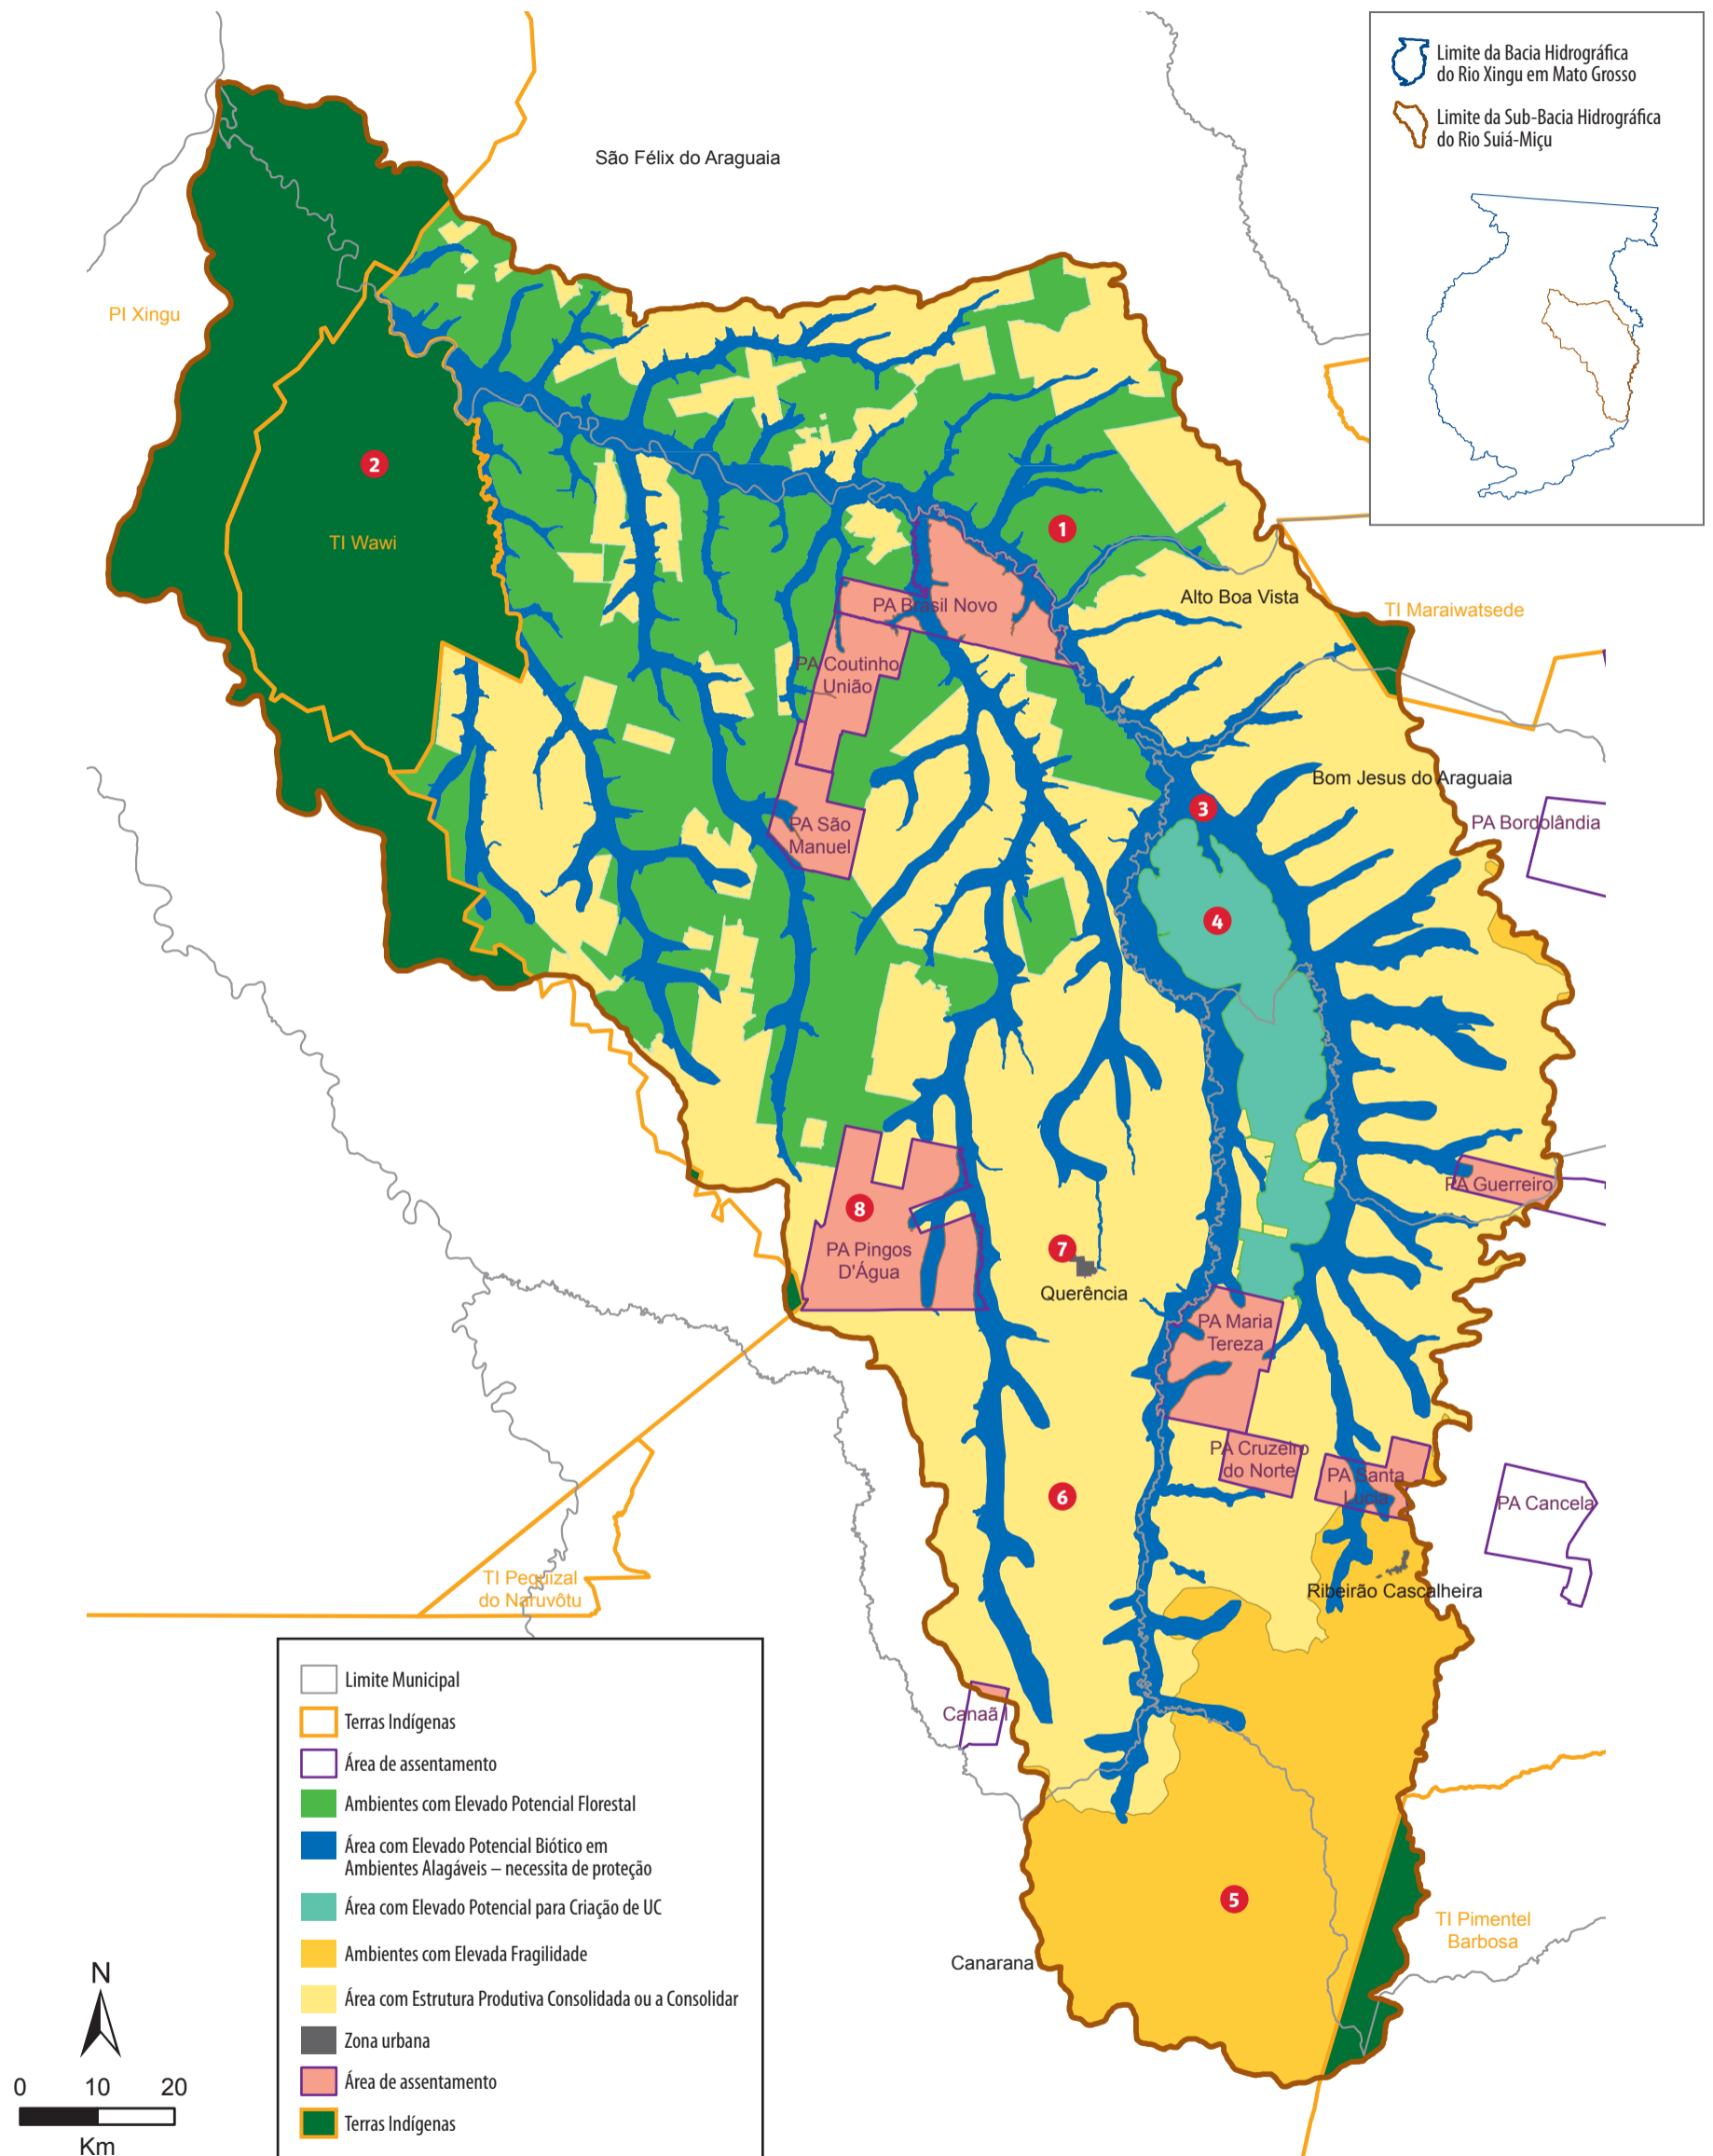 Limite da Bacia Hidrográfica
do Rio Xingu em Mato Grosso
Limite da Sub-Bacia Hidrográfica
do Rio Suiá-Miçu
São Félix do Araguaia
PI Xingu
2
TI Wawi
1
Alto Boa Vista
TI Maraiwatsede
PA Brasil Novo
PA Coutinho
União
Bom Jesus do Araguaia
3
PA Bordolândia
PA São
Manuel
4
PA Guerreiro
8
PA Pingos
D'Água
7
Querência
PA Maria
Tereza
PA Cruzeiro
do Norte
PA Santa
Lucia
6
PA Cancela
TI Pequizal
do Naruvôtu
Ribeirão Cascalheira
Canaã I
5
TI Pimentel
Barbosa
Canarana
Limite Municipal
Terras Indígenas
Área de assentamento
Ambientes com Elevado Potencial Florestal
Área com Elevado Potencial Biótico em
Ambientes Alagáveis – necessita de proteção
Área com Elevado Potencial para Criação de UC
Ambientes com Elevada Fragilidade
Área com Estrutura Produtiva Consolidada ou a Consolidar
Zona urbana
Área de assentamento
Terras Indígenas
N
0 10 20
Km